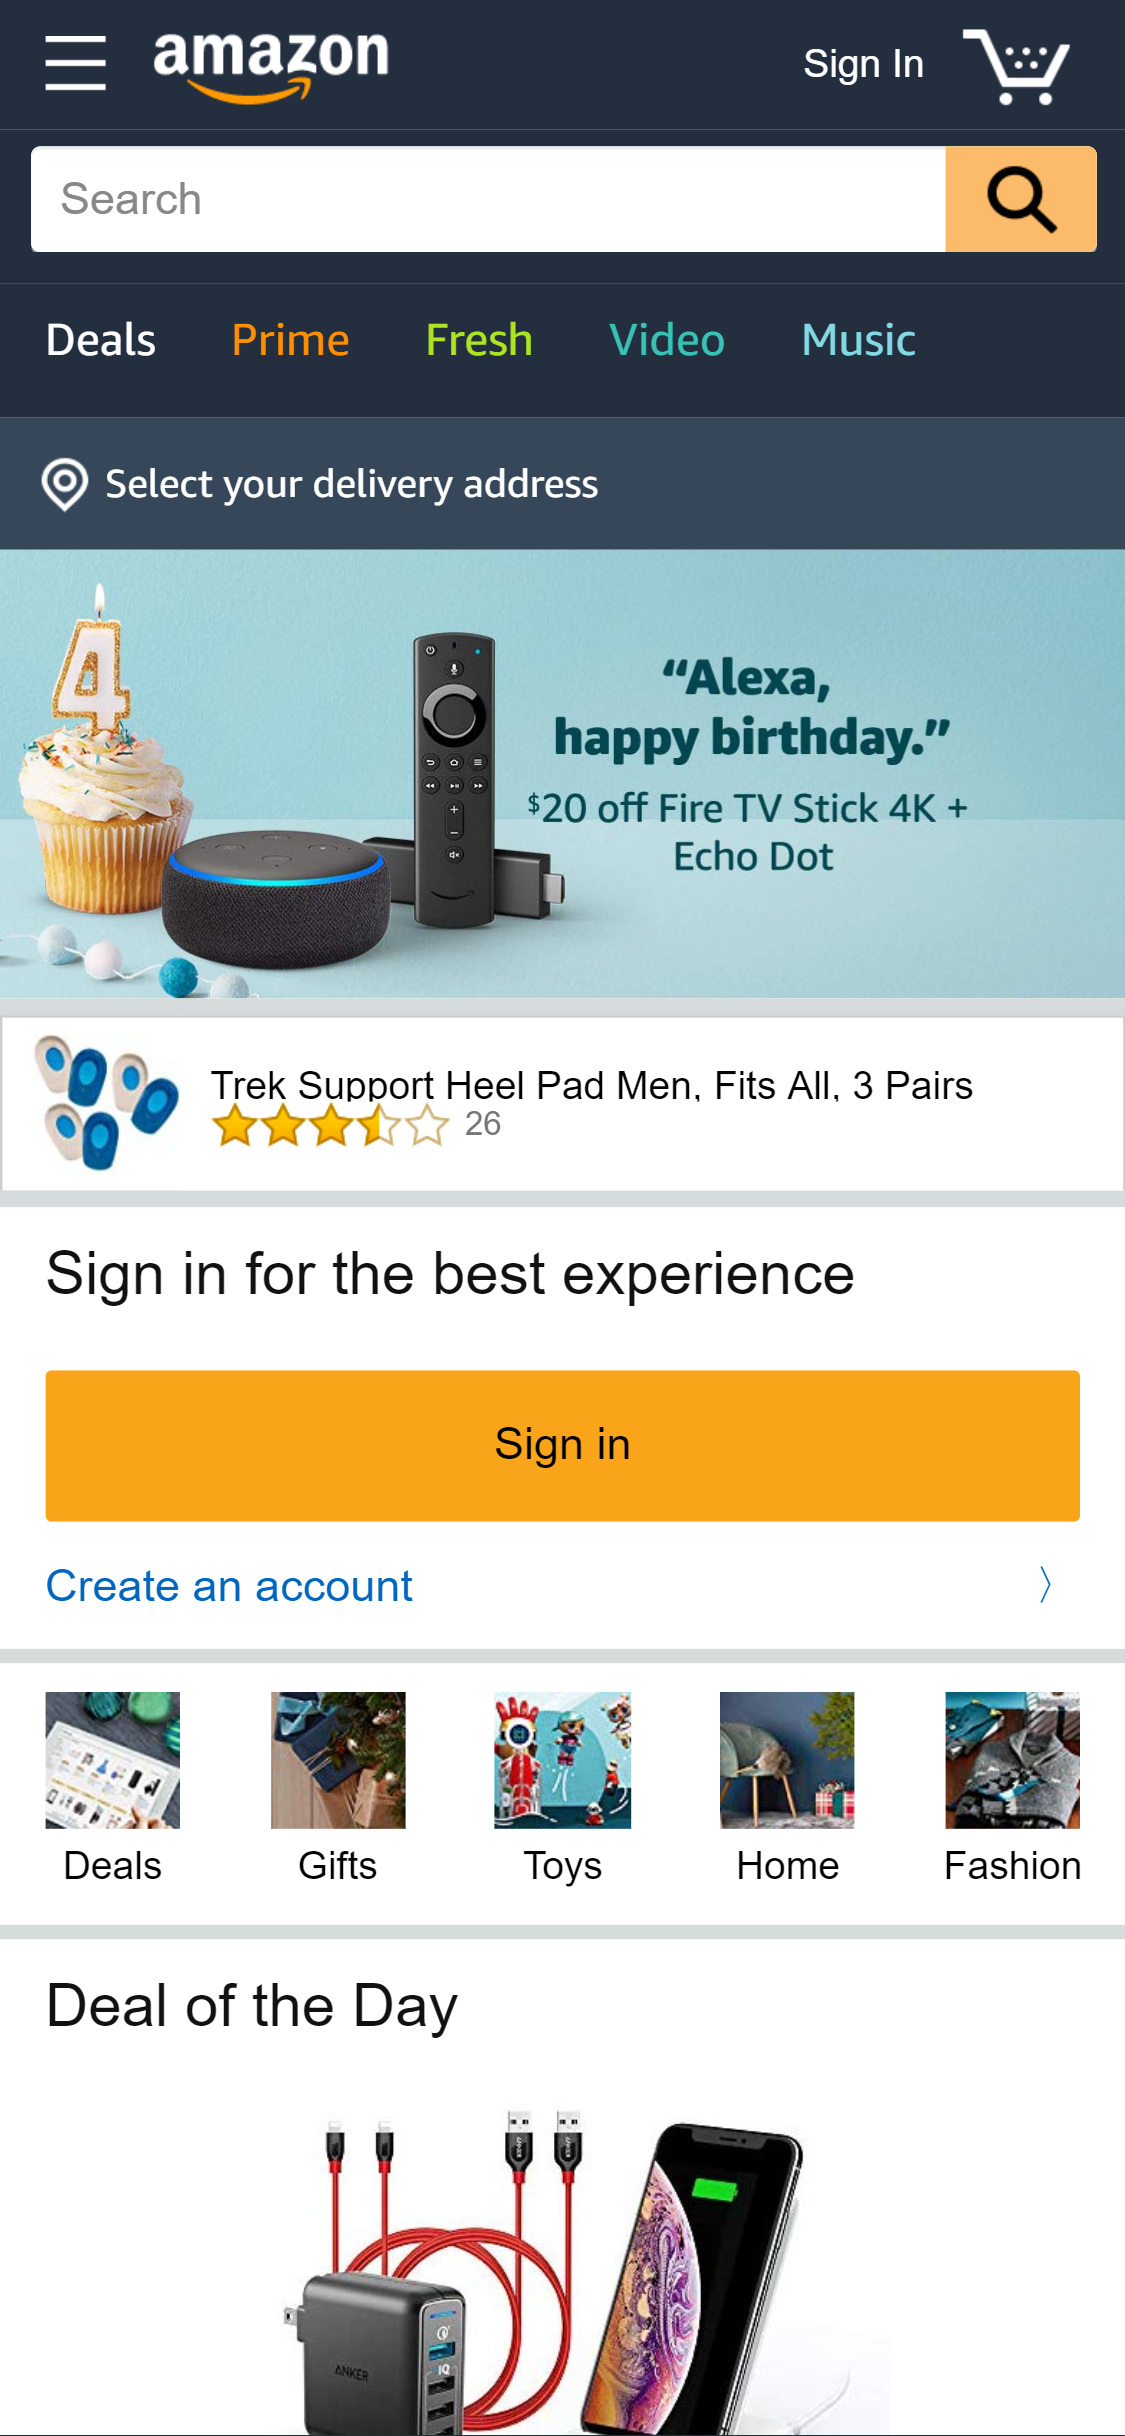 amazon
Sign In
Search
Deals Prime Fresh Video Music
Select your delivery address
4
“Alexa,
happy birthday.”
$20 off Fire TV Stick 4K +
Echo Dot
Trek Support Heel Pad Men, Fits All, 3 Pairs
26
Sign in for the best experience
Sign in
Create an account
Deals Gifts Toys Home Fashion
Deal of the Day
ANKER
IQ